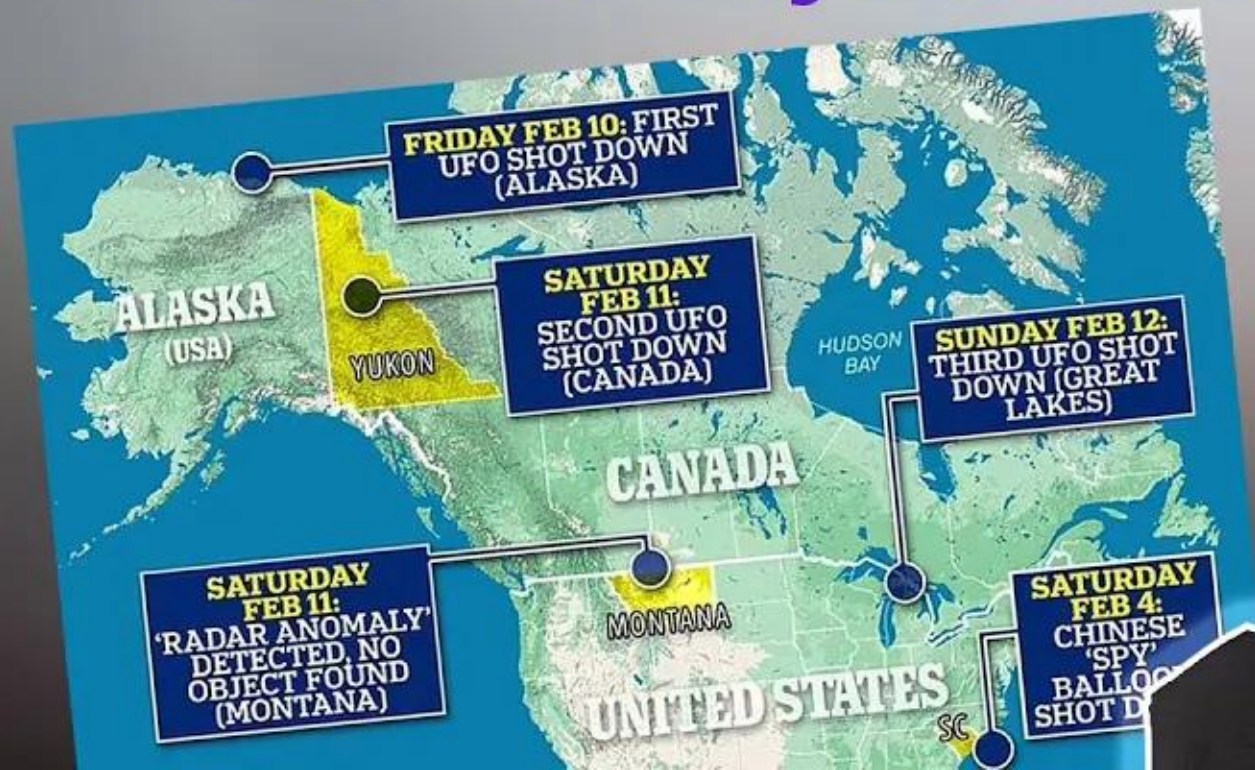 FRIDAY FEB 10: FIRST
UFO SHOT DOWN
(ALASKA)
ALASKA
(USA)
YUKON
SATURDAY
FEB 11:
SECOND UFO
SHOT DOWN
(CANADA)
HUDSON
BAY
SUNDAY FEB 12:
THIRD UFO SHOT
DOWN (GREAT
LAKES)
CANADA
SATURDAY
FEB 11:
'RADAR ANOMALY'
DETECTED, NO
OBJECT FOUND
(MONTANA)
MONTANA
UNITED STATES
SATURDAY
FEB 4:
CHINESE
'SPY'
SHOT
SC